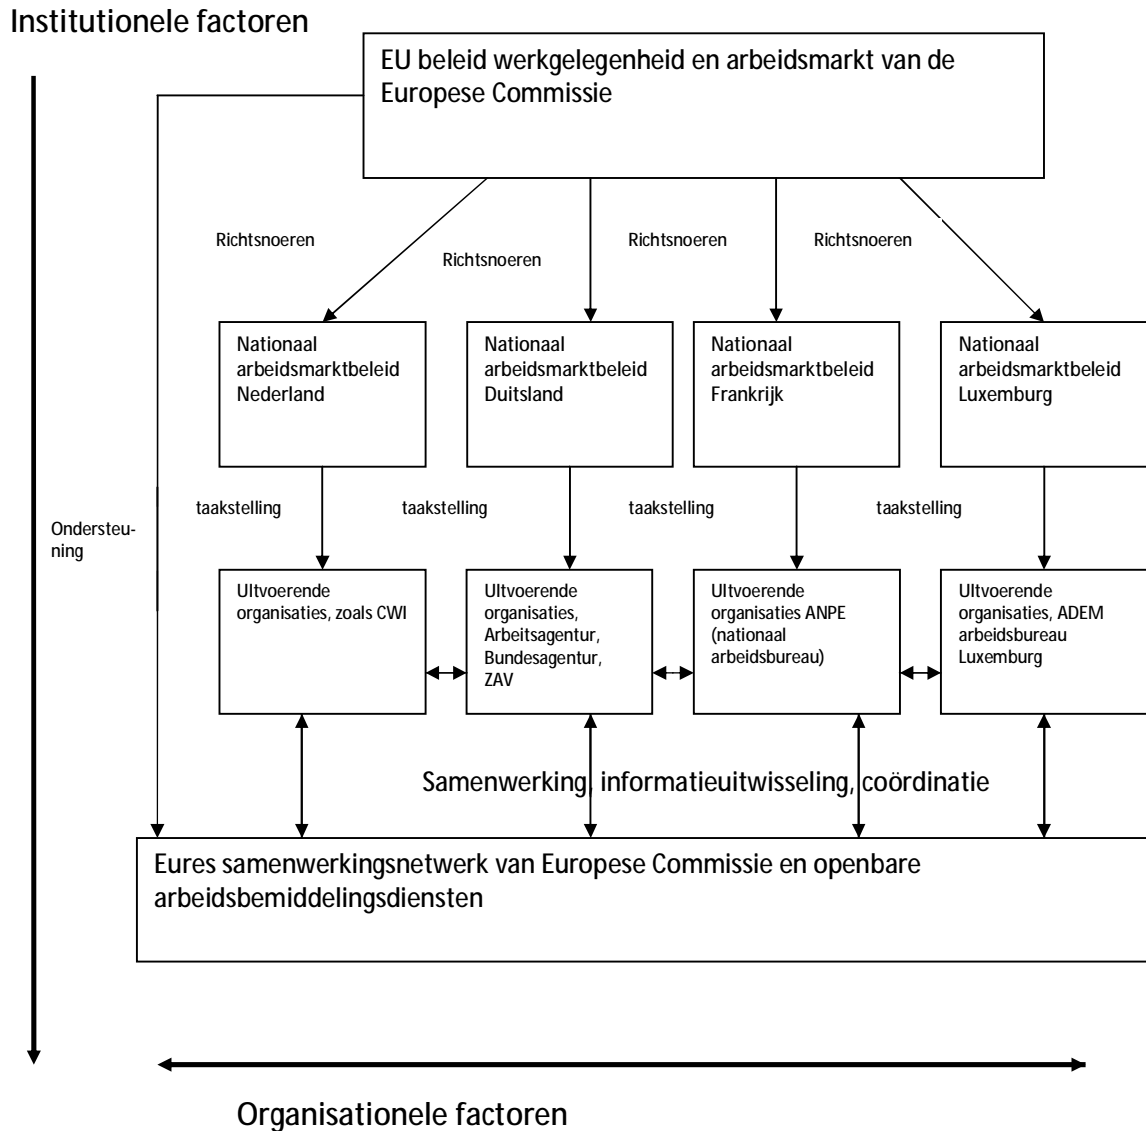 Institutionele factoren
EU beleid werkgelegenheid en arbeidsmarkt van de
Europese Commissie
Richtsnoeren
Richtsnoeren
Richtsnoeren
Richtsnoeren
Nationaal
arbeidsmarktbeleid
Nederland
Nationaal
arbeidsmarktbeleid
Duitsland
Nationaal
arbeidsmarktbeleid
Frankrijk
Nationaal
arbeidsmarktbeleid
Luxemburg
taakstelling
taakstelling
taakstelling
taakstelling
Ondersteu-
ning
UItvoerende
organisaties, zoals CWI
UItvoerende
organisaties,
Arbeitsagentur,
Bundesagentur,
ZAV
UItvoerende
organisaties ANPE
(nationaal
arbeidsbureau)
UItvoerende
organisaties, ADEM
arbeidsbureau
Luxemburg
Samenwerking, informatieuitwisseling, coördinatie
Eures samenwerkingsnetwerk van Europese Commissie en openbare
arbeidsbemiddelingsdiensten
Organisationele factoren